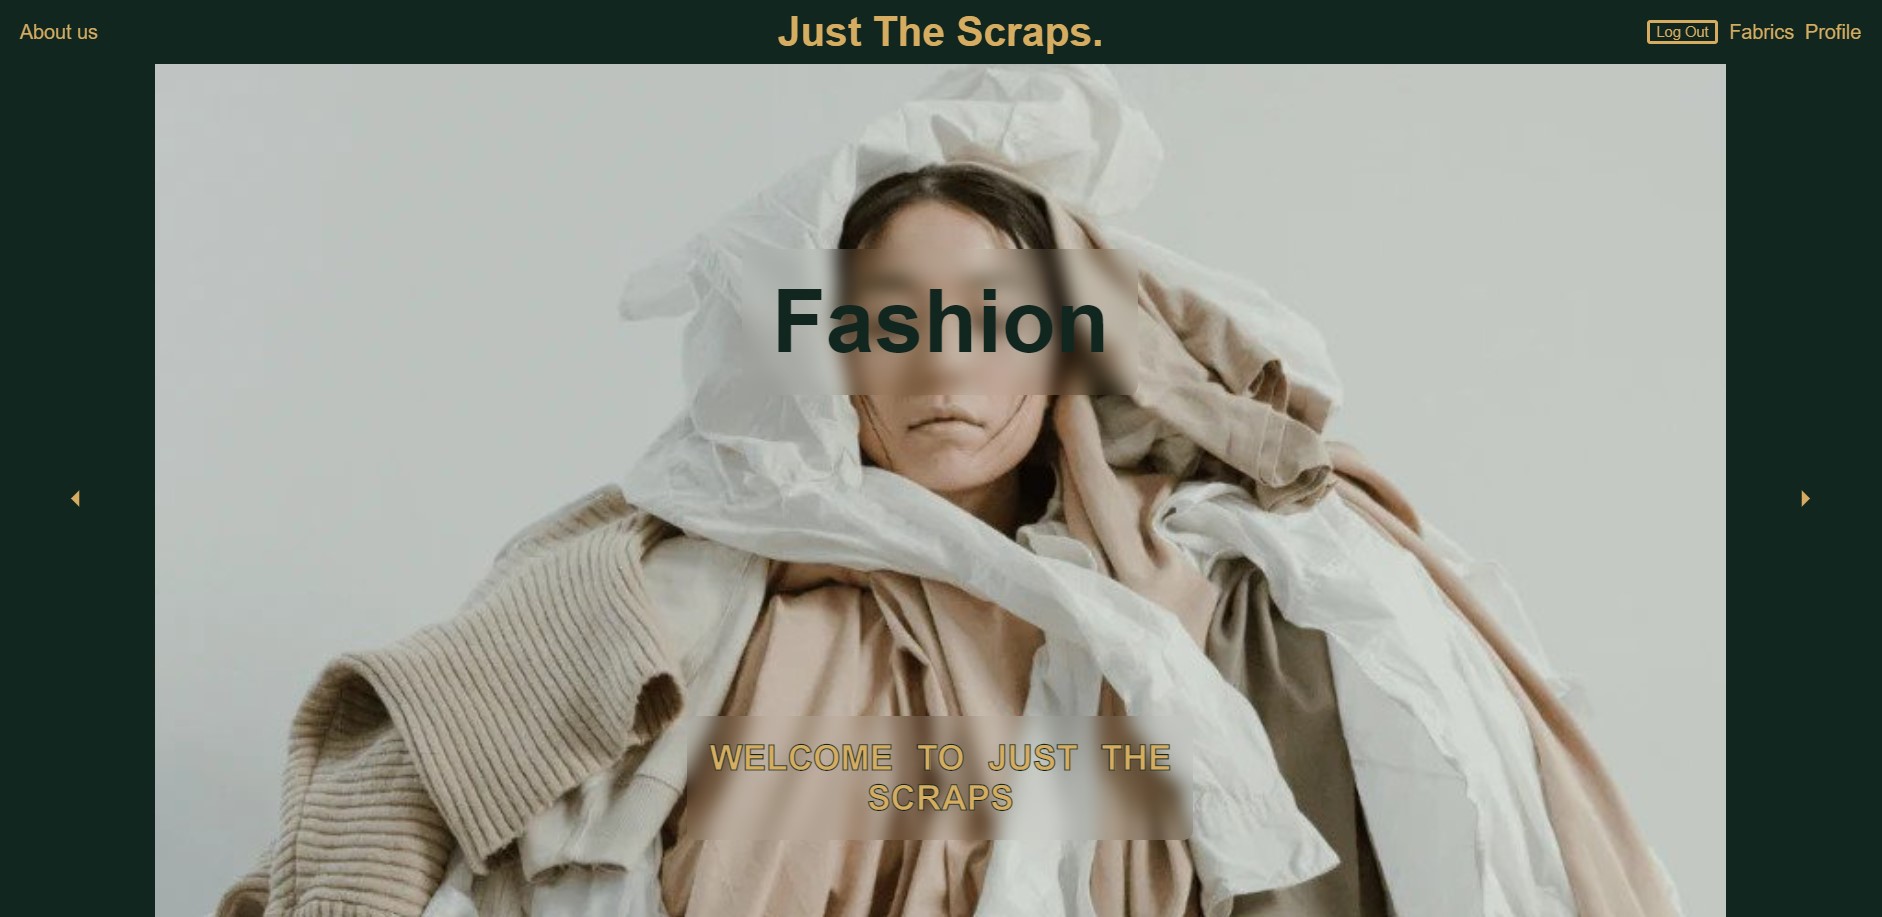 About us
Just The Scraps.
Log Out Fabrics Profile
Fashion
WELCOME TO JUST THE
SCRAPS